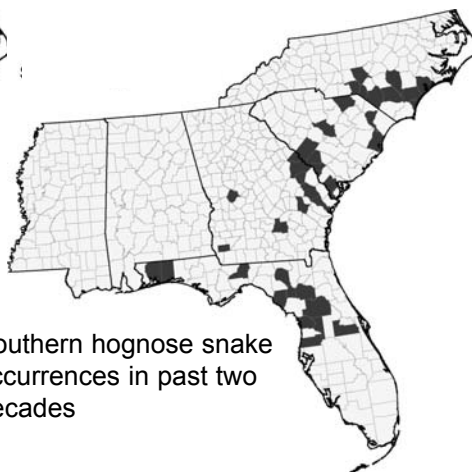 outhern hognose snake
ccurrences in past two
ecades